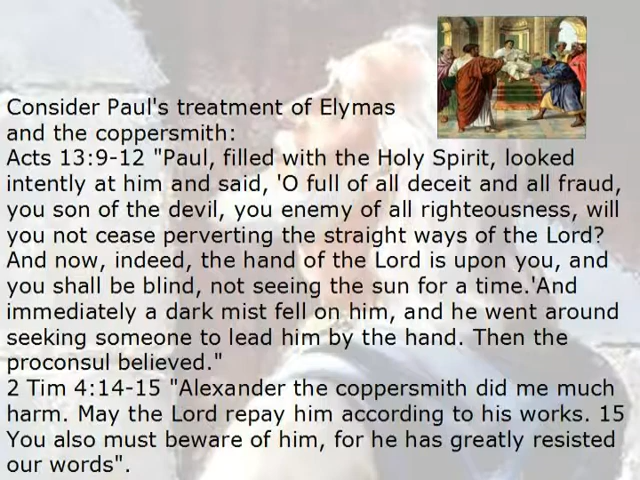 Consider Paul's treatment of Elymas
and the coppersmith:
Acts 13:9-12 "Paul, filled with the Holy Spirit, looked
intently at him and said, 'O full of all deceit and all fraud,
you son of the devil, you enemy of all righteousness, will
you not cease perverting the straight ways of the Lord?
And now, indeed, the hand of the Lord is upon you, and
you shall be blind, not seeing the sun for a time.'And
immediately a dark mist fell on him, and he went around
seeking someone to lead him by the hand. Then the
proconsul believed."
2 Tim 4:14-15 "Alexander the coppersmith did me much
harm. May the Lord repay him according to his works. 15
You also must beware of him, for he has greatly resisted
our words".